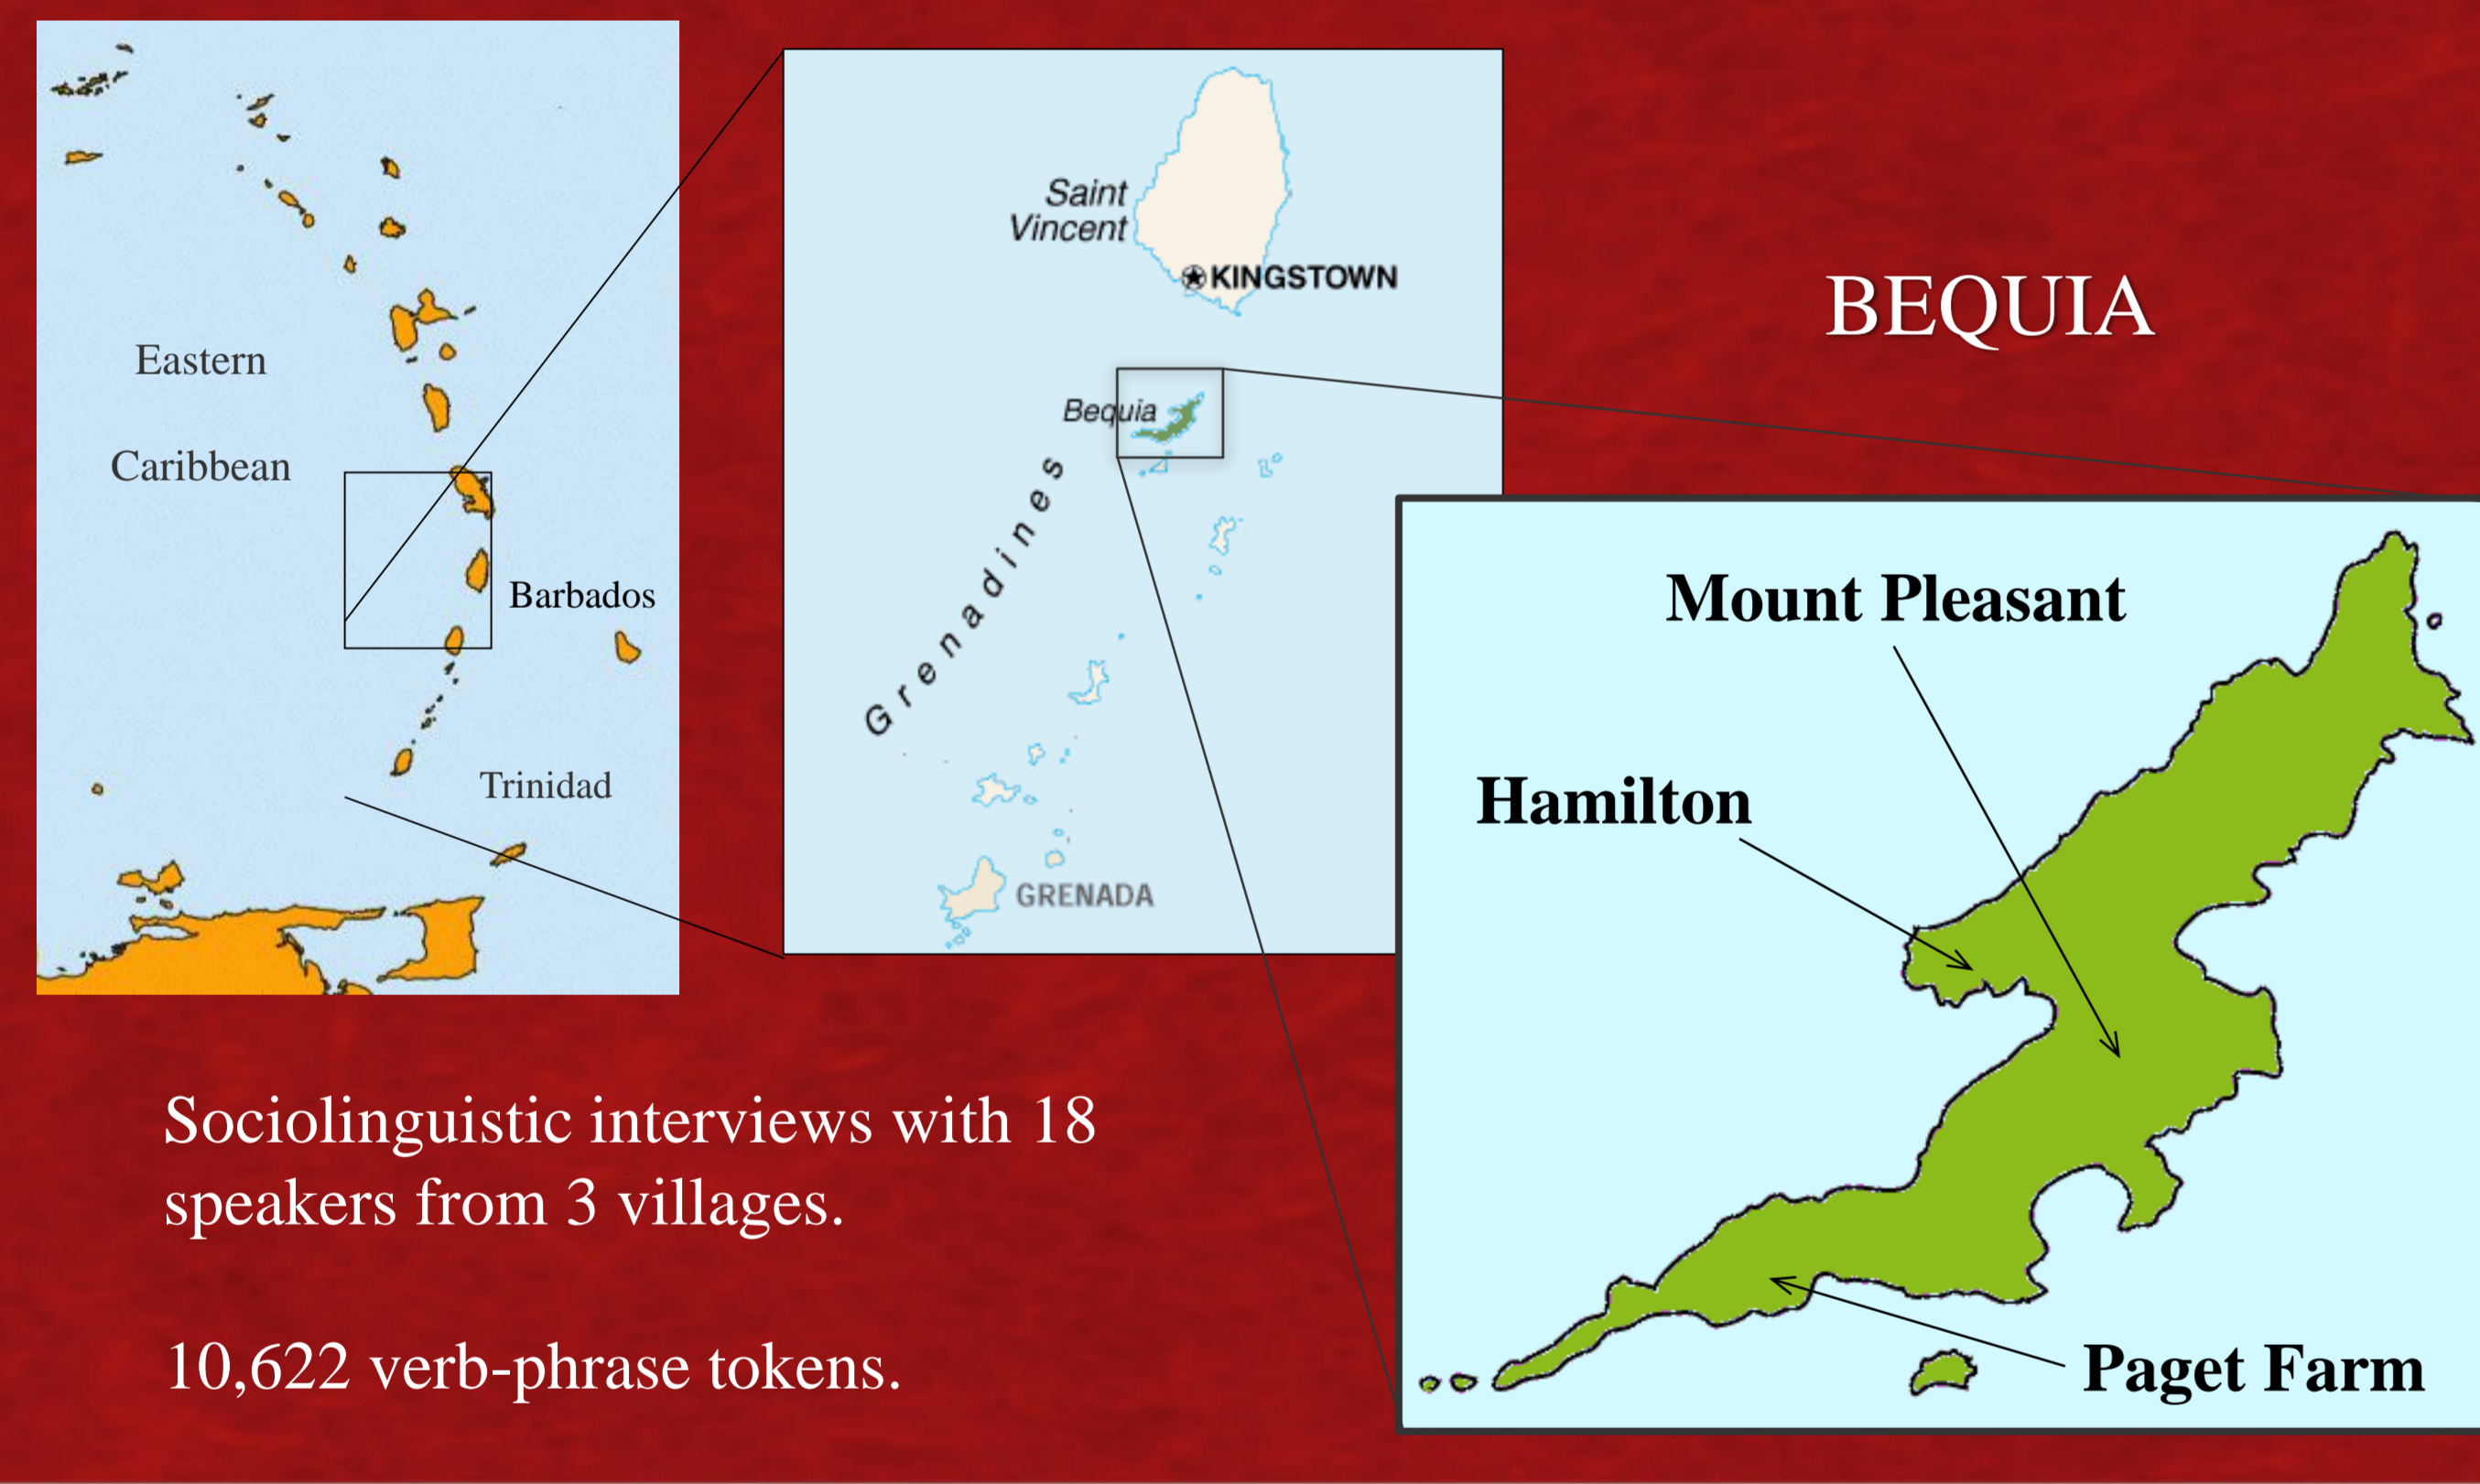 Eastern
Caribbean
Barbados
Trinidad
Saint
Vincent
KINGSTOWN
Bequia
Grenadines
GRENADA
BEQUIA
Mount Pleasant
Hamilton
Paget Farm
Sociolinguistic interviews with 18
speakers from 3 villages.
10,622 verb-phrase tokens.